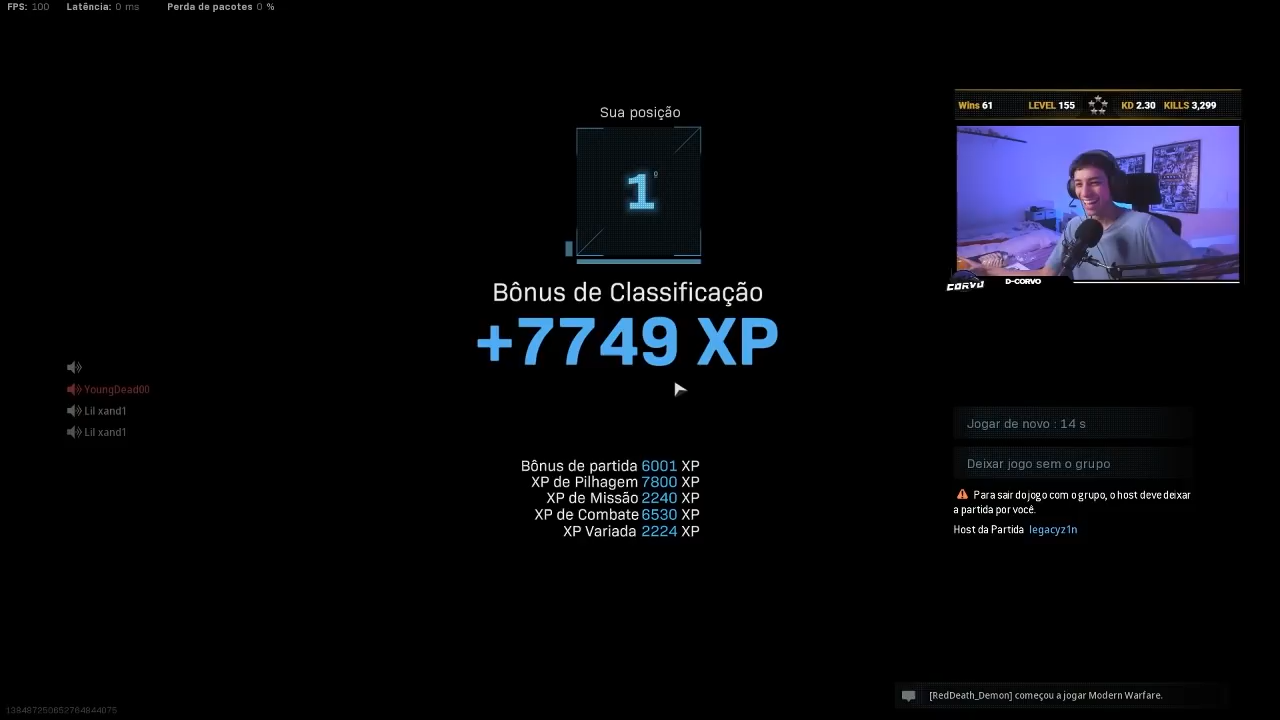 FPS: 100 Latência: 0 ms Perda de pacotes 0 %
Sua posição
1º
Bônus de Classificação
+7749 XP
Bônus de partida 6001 XP
XP de Pilhagem 7800 XP
XP de Missão 2240 XP
XP de Combate 6530 XP
XP Variada 2224 XP
YoungDead00
Lil xand1
Lil xand1
Wins 61 LEVEL 155 KD 2.30 KILLS 3,299
CORVO D-CORVO
Jogar de novo : 14 s
Deixar jogo sem o grupo
Para sair do jogo com o grupo, o host deve deixar
a partida por você.
Host da Partida legacyz1n
[RedDeath_Demon] começou a jogar Modern Warfare.